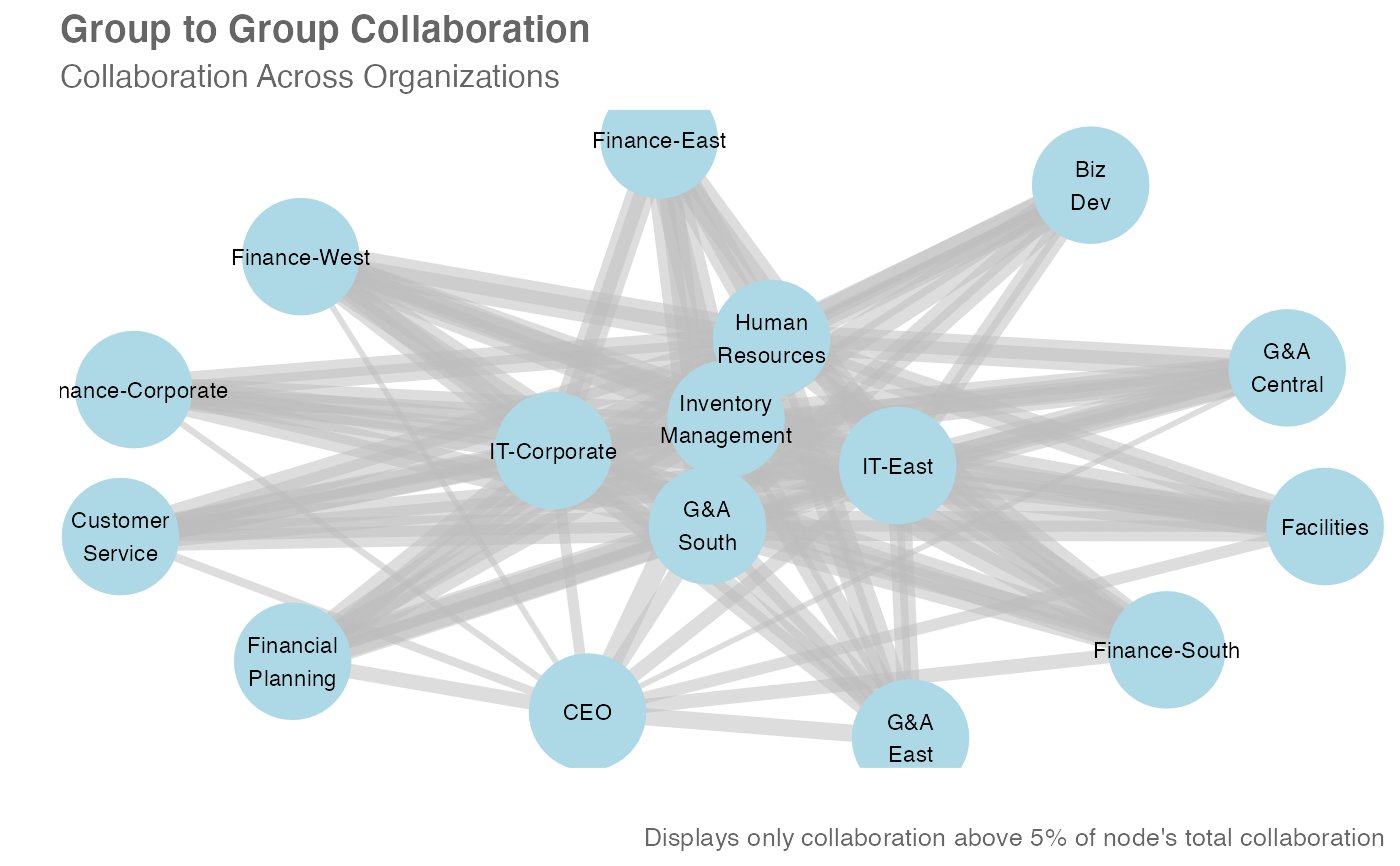 Group to Group Collaboration
Collaboration Across Organizations
Finance-East
Biz
Dev
Finance-West
Human
Resources
G&A
Central
nance-Corporate
Inventory
Management
IT-Corporate
IT-East
G&A
South
Customer
Service
Facilities
Financial
Planning
Finance-South
CEO
G&A
East
Displays only collaboration above 5% of node's total collaboration